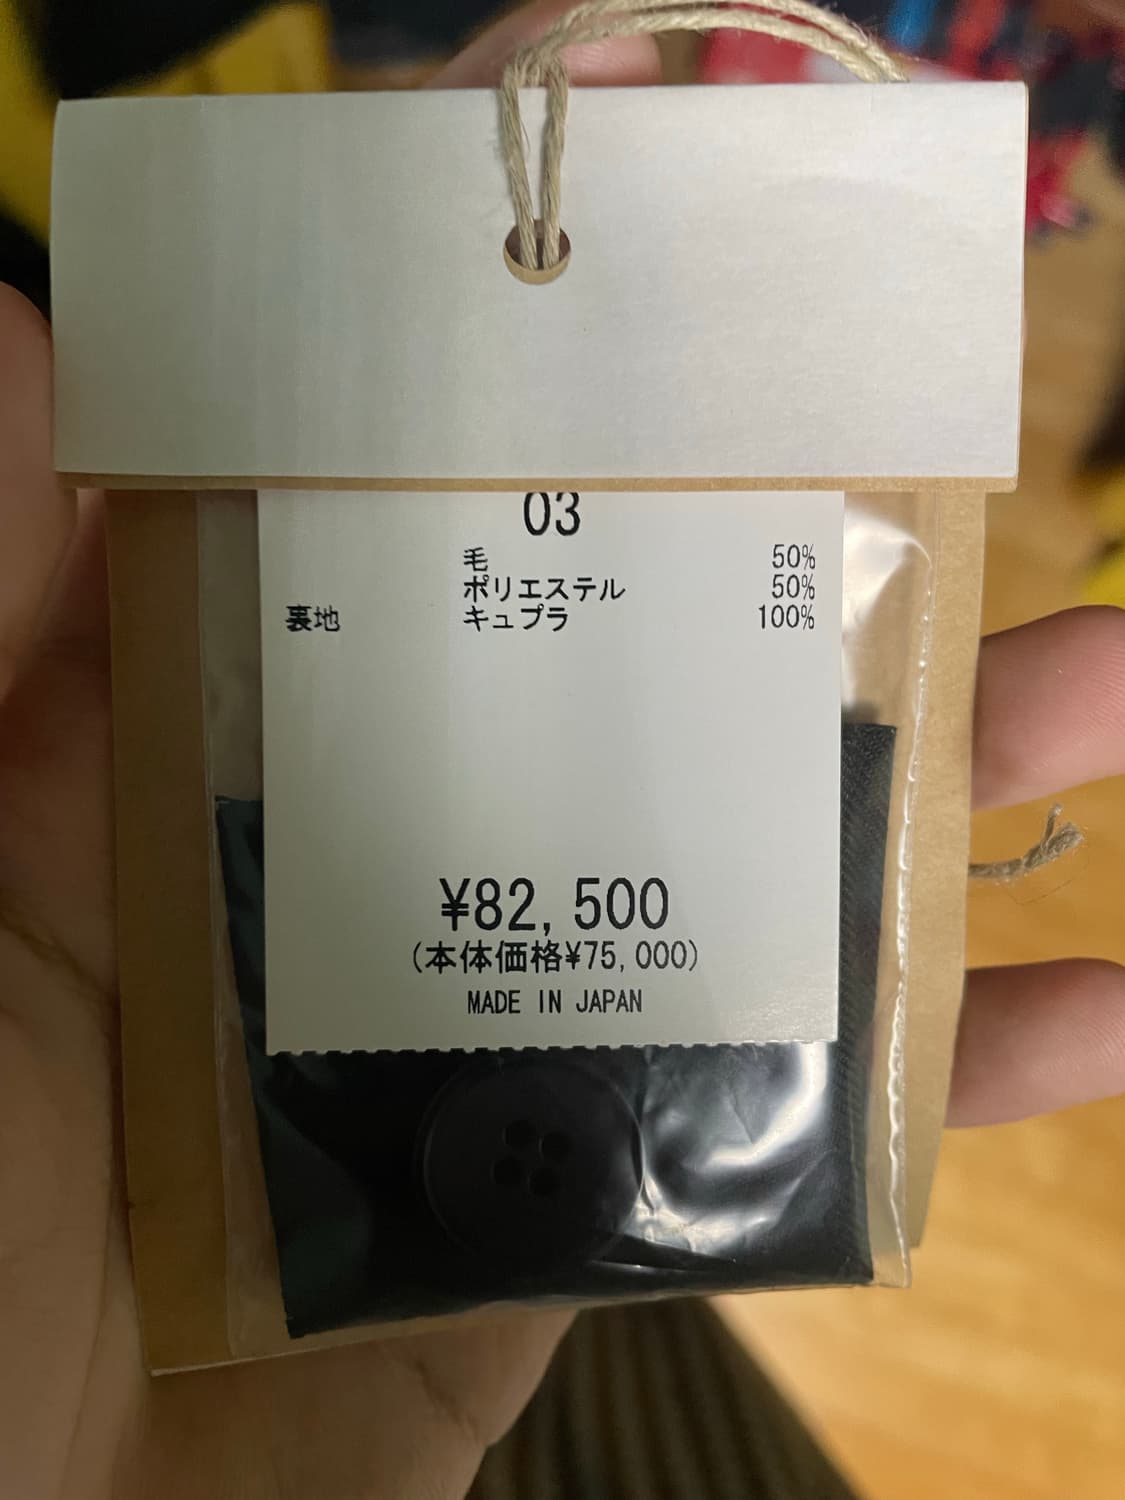 03
毛 50%
ポリエステル 50%
裏地 キュプラ 100%
¥82,500
(本体価格¥75,000)
MADE IN JAPAN